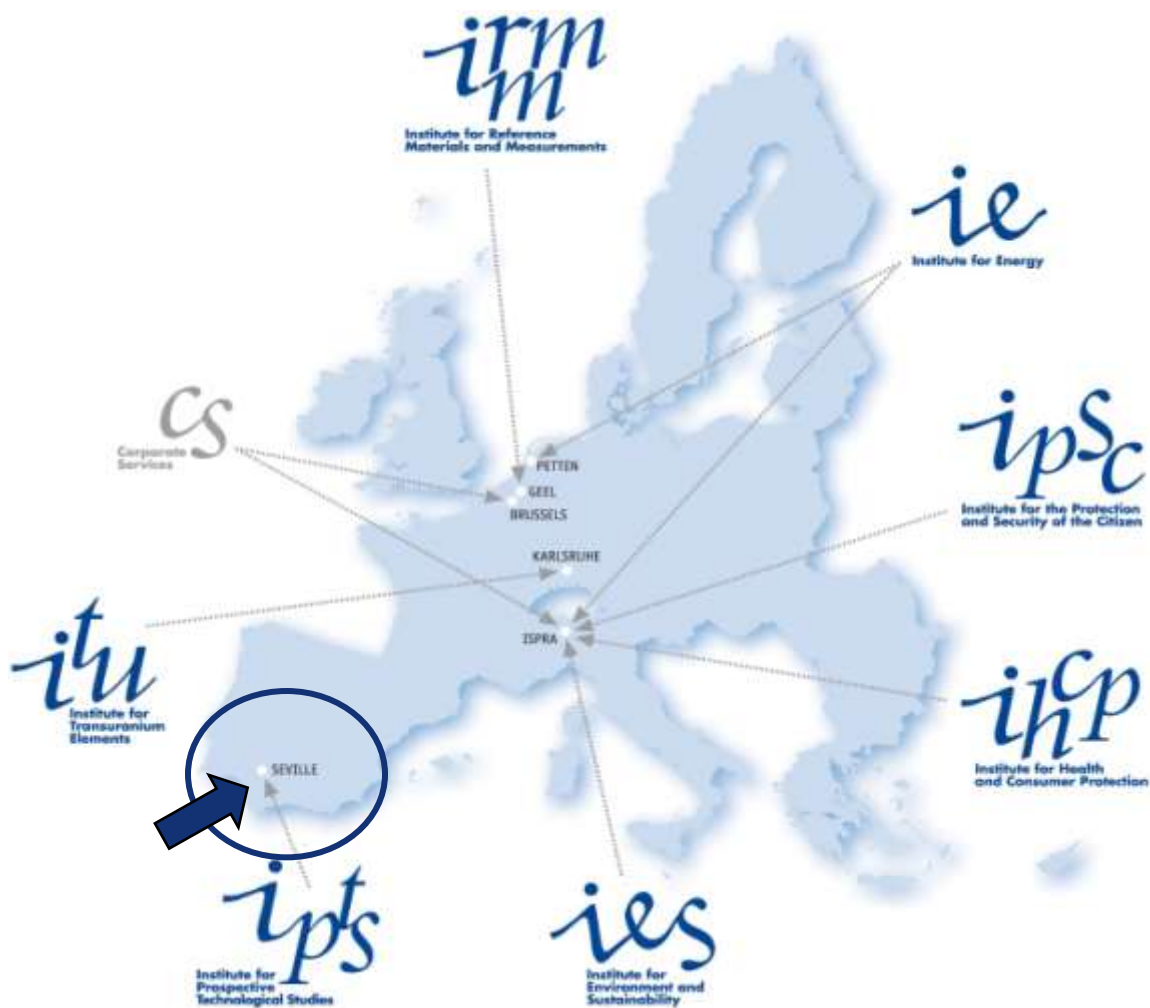 irmm
Institute for Reference
Materials and Measurements
ie
Institute for Energy
cs
Corporate
Services
ipsc
Institute for the Protection
and Security of the Citizen
PETTEN
GEEL
BRUSSELS
KARLSRUHE
ISPRA
itu
Institute for
Transuranium
Elements
ihcp
Institute for Health
and Consumer Protection
SEVILLE
ipts
Institute for
Prospective
Technological Studies
ies
Institute for
Environment and
Sustainability